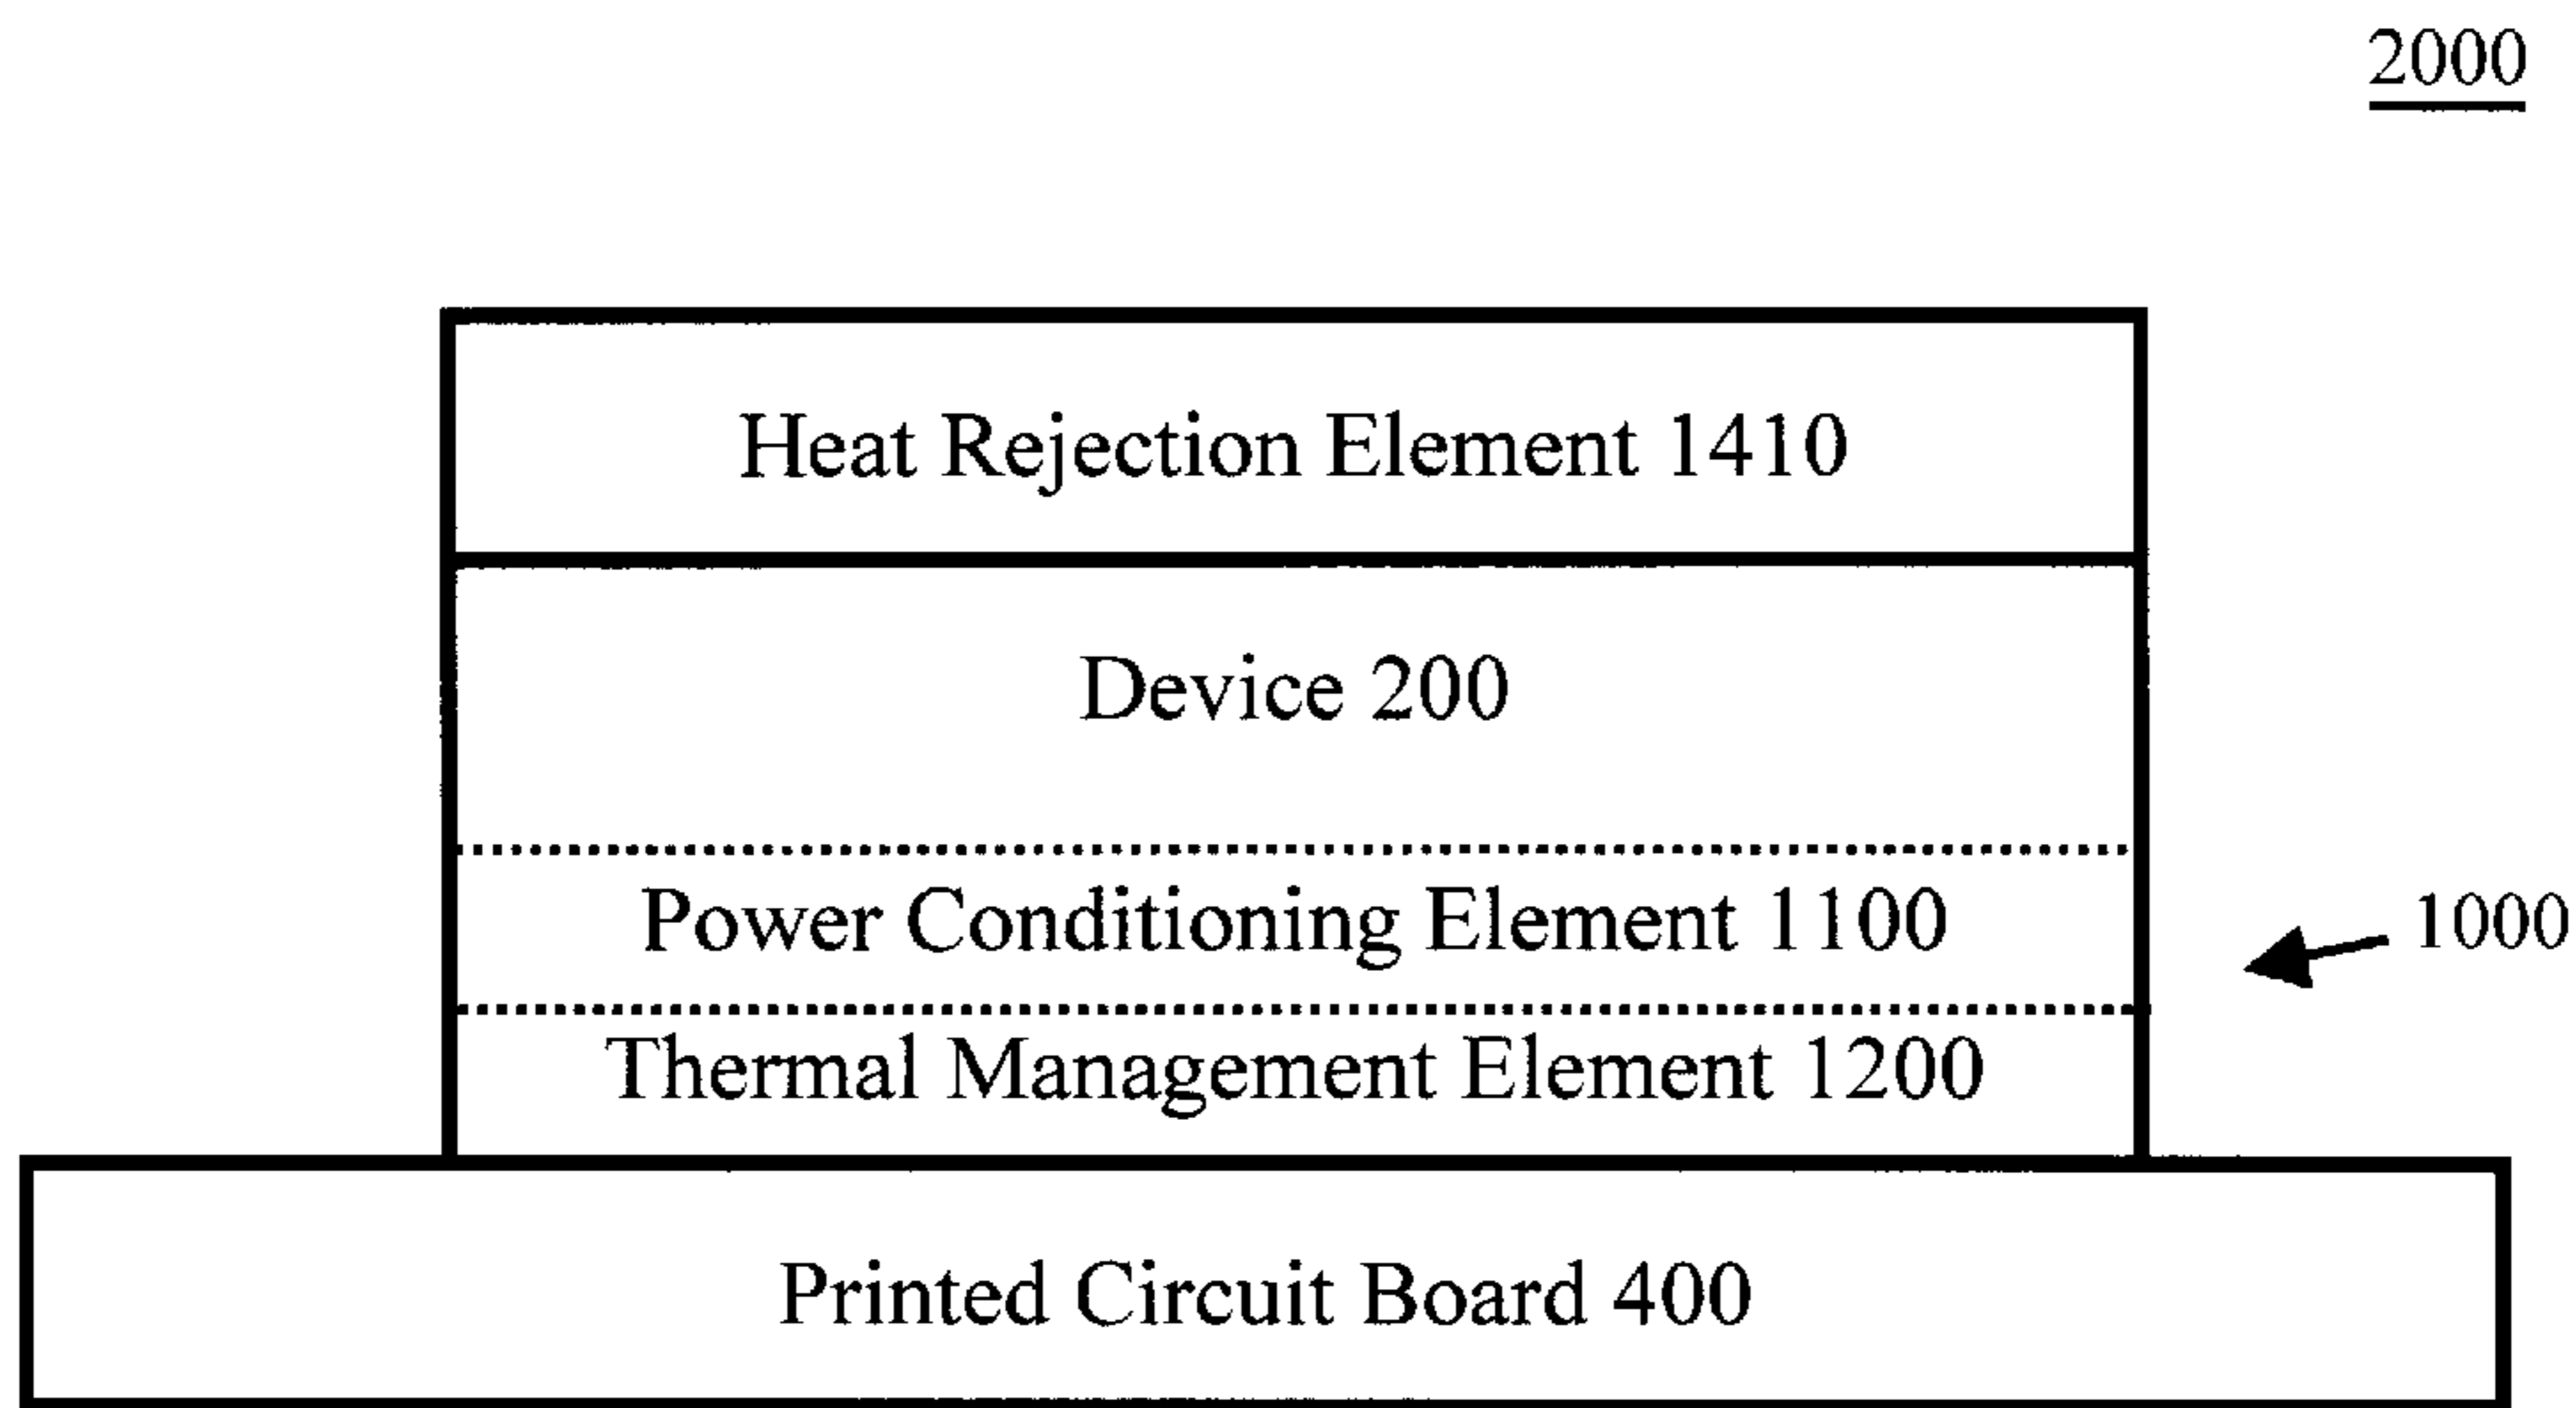 2000
Heat Rejection Element 1410
Device 200
Power Conditioning Element 1100
1000
Thermal Management Element 1200
Printed Circuit Board 400